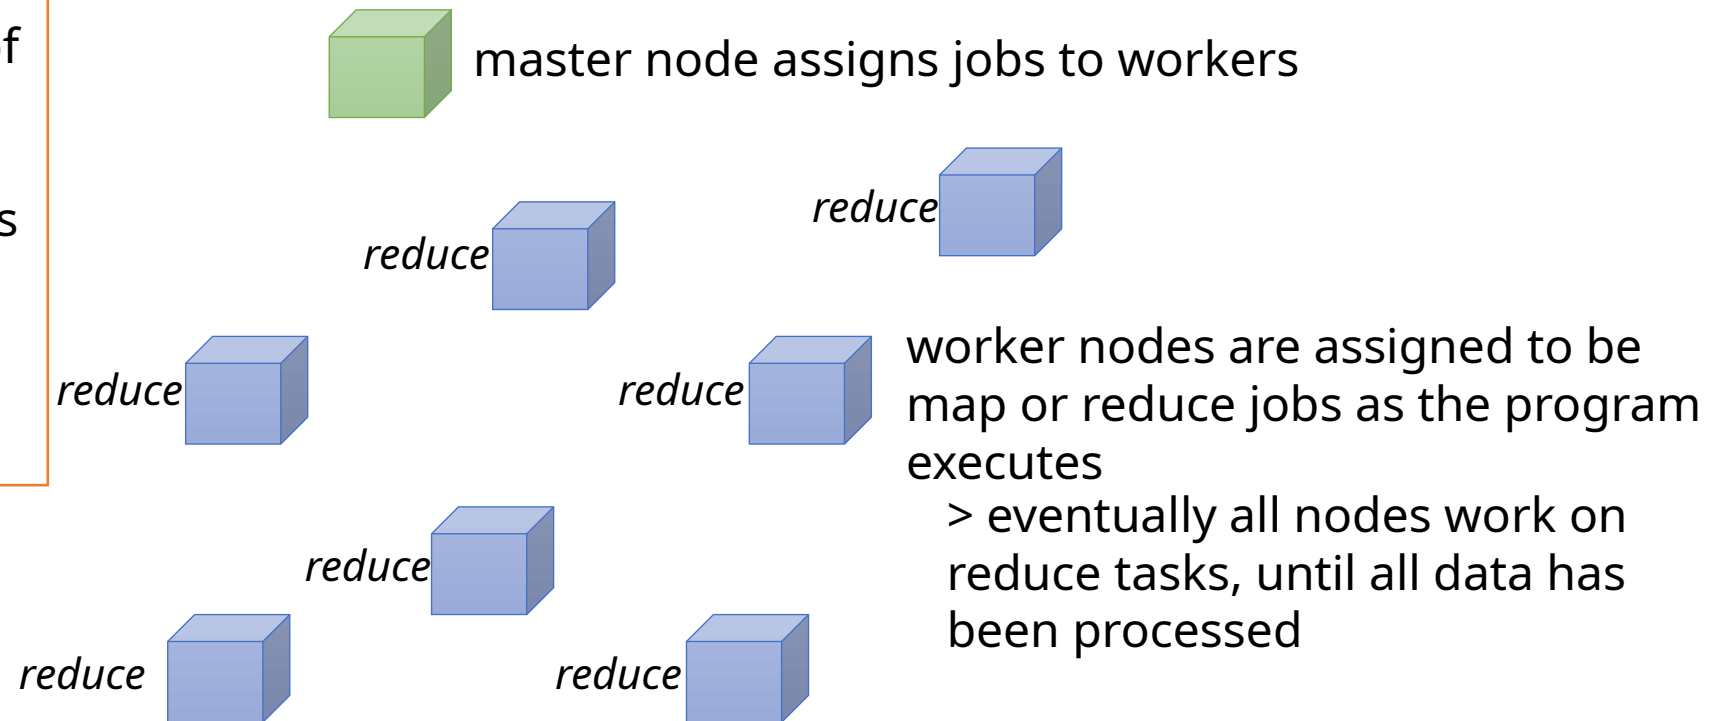 master node assigns jobs to workers
reduce
reduce
reduce
reduce
worker nodes are assigned to be
map or reduce jobs as the program
executes
> eventually all nodes work on
reduce tasks, until all data has
been processed
reduce
reduce
reduce